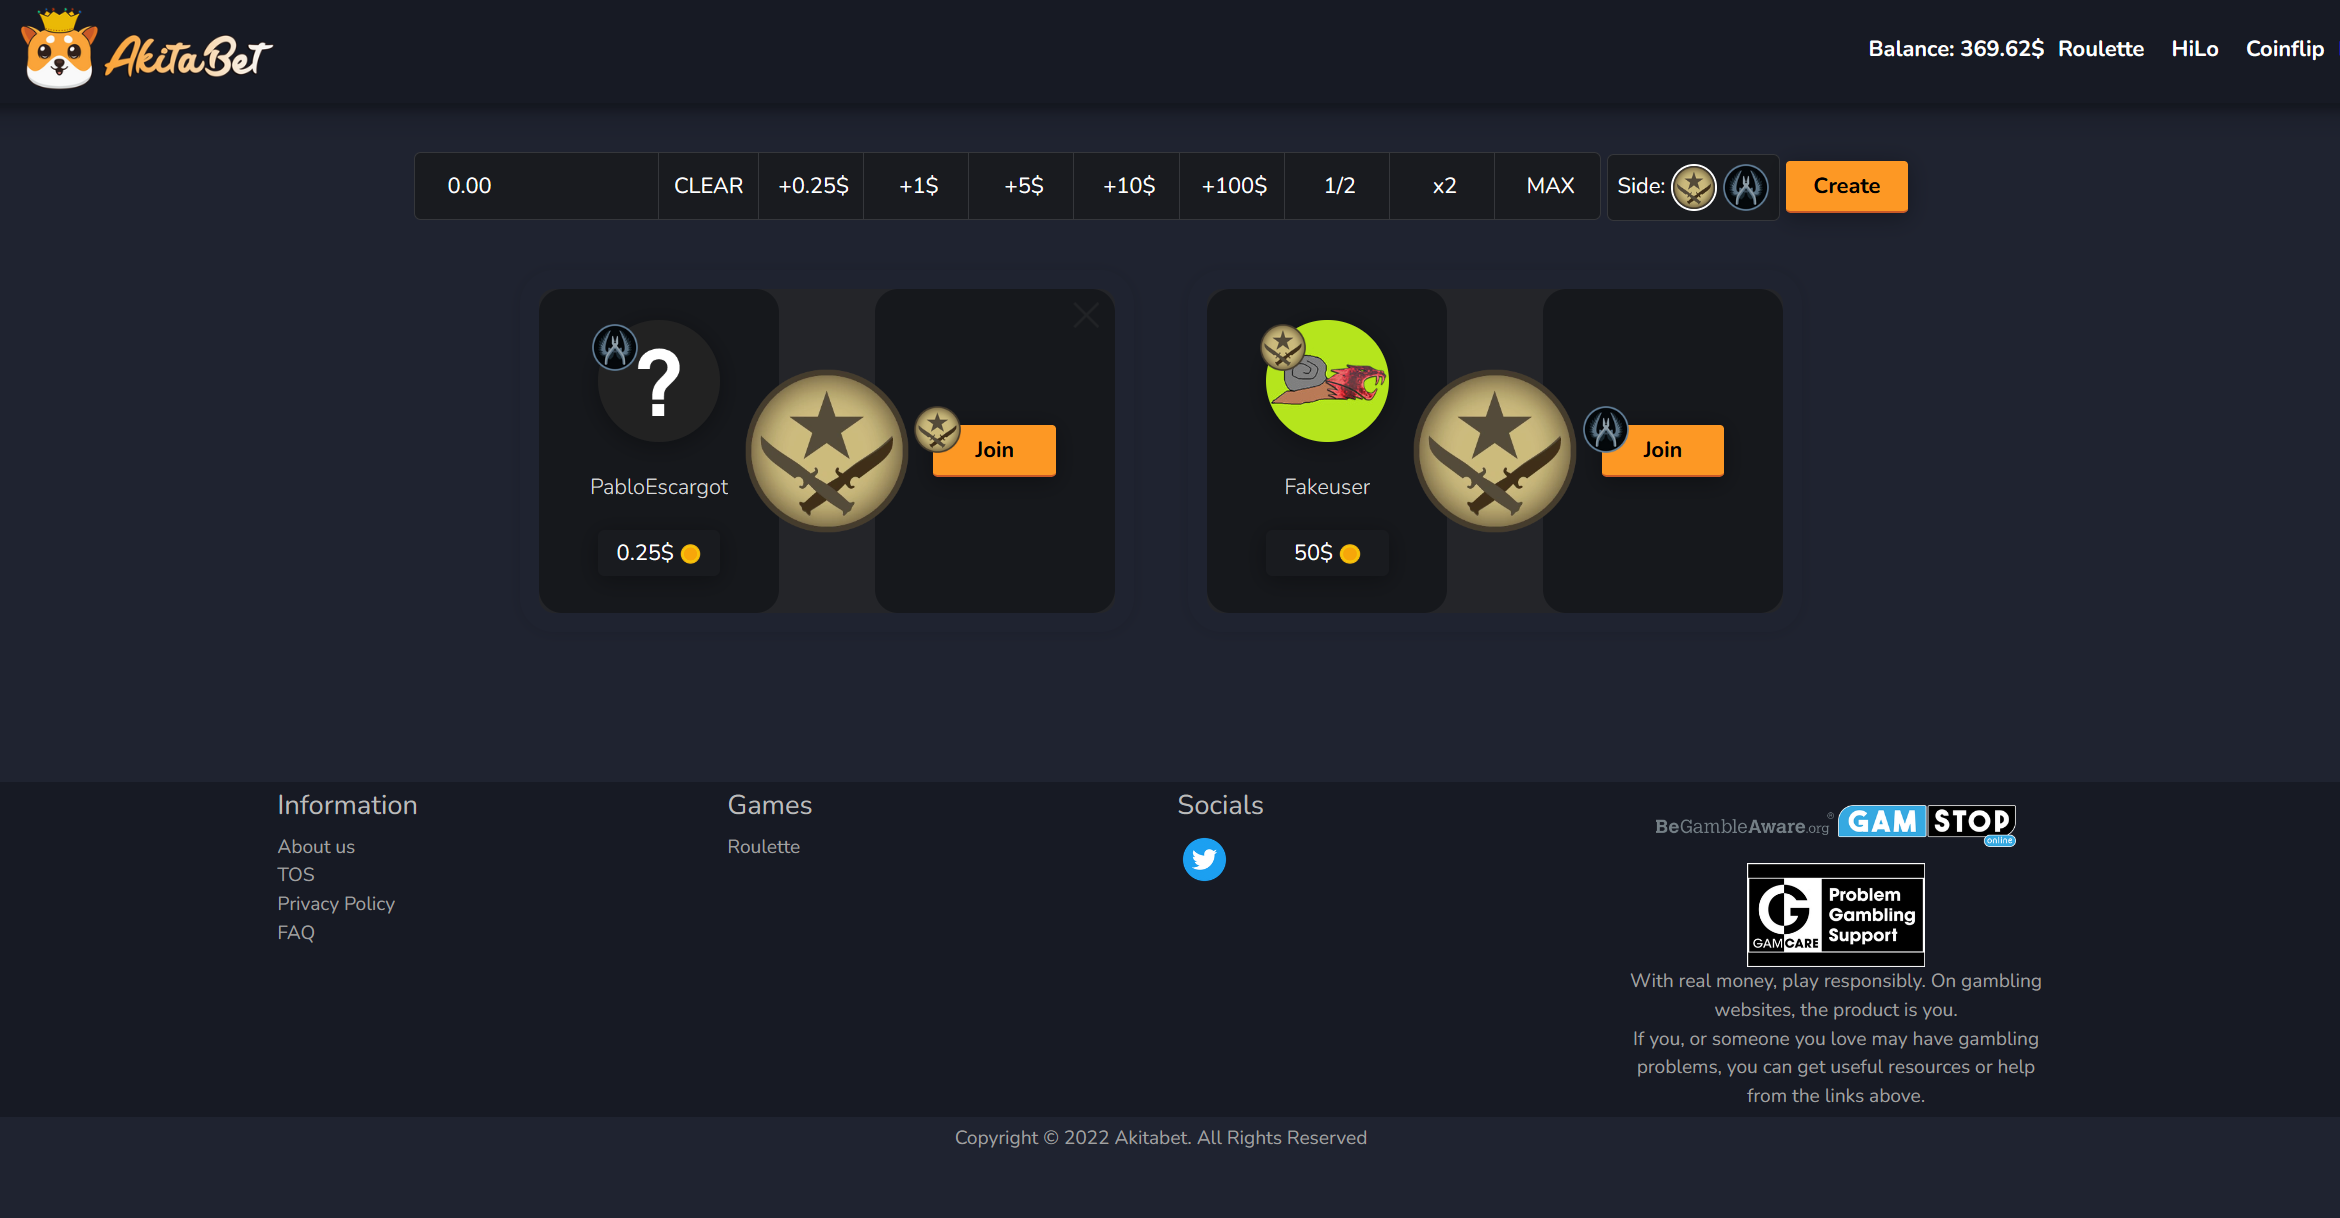 AkitaBet
Balance: 369.62$ Roulette HiLo Coinflip
0.00 CLEAR +0.25$ +1$ +5$ +10$ +100$ 1/2 x2 MAX Side: Create
?
Join
PabloEscargot
0.25$
Join
Fakeuser
50$
Information
About us
TOS
Privacy Policy
FAQ
Games
Roulette
Socials
BeGambleAware.org®
GAMSTOP
online
GAMCARE
Problem
Gambling
Support
With real money, play responsibly. On gambling
websites, the product is you.
If you, or someone you love may have gambling
problems, you can get useful resources or help
from the links above.
Copyright © 2022 Akitabet. All Rights Reserved